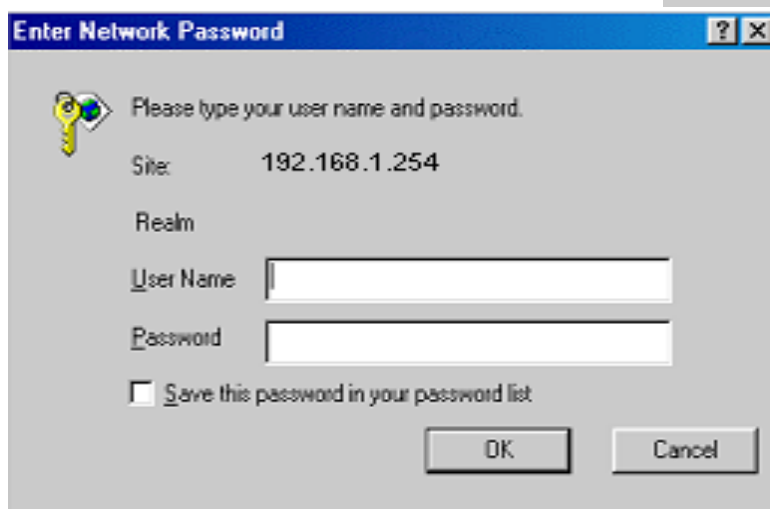 Enter Network Password
Please type your user name and password.
Site: 192.168.1.254
Realm
User Name
Password
Save this password in your password list
OK Cancel